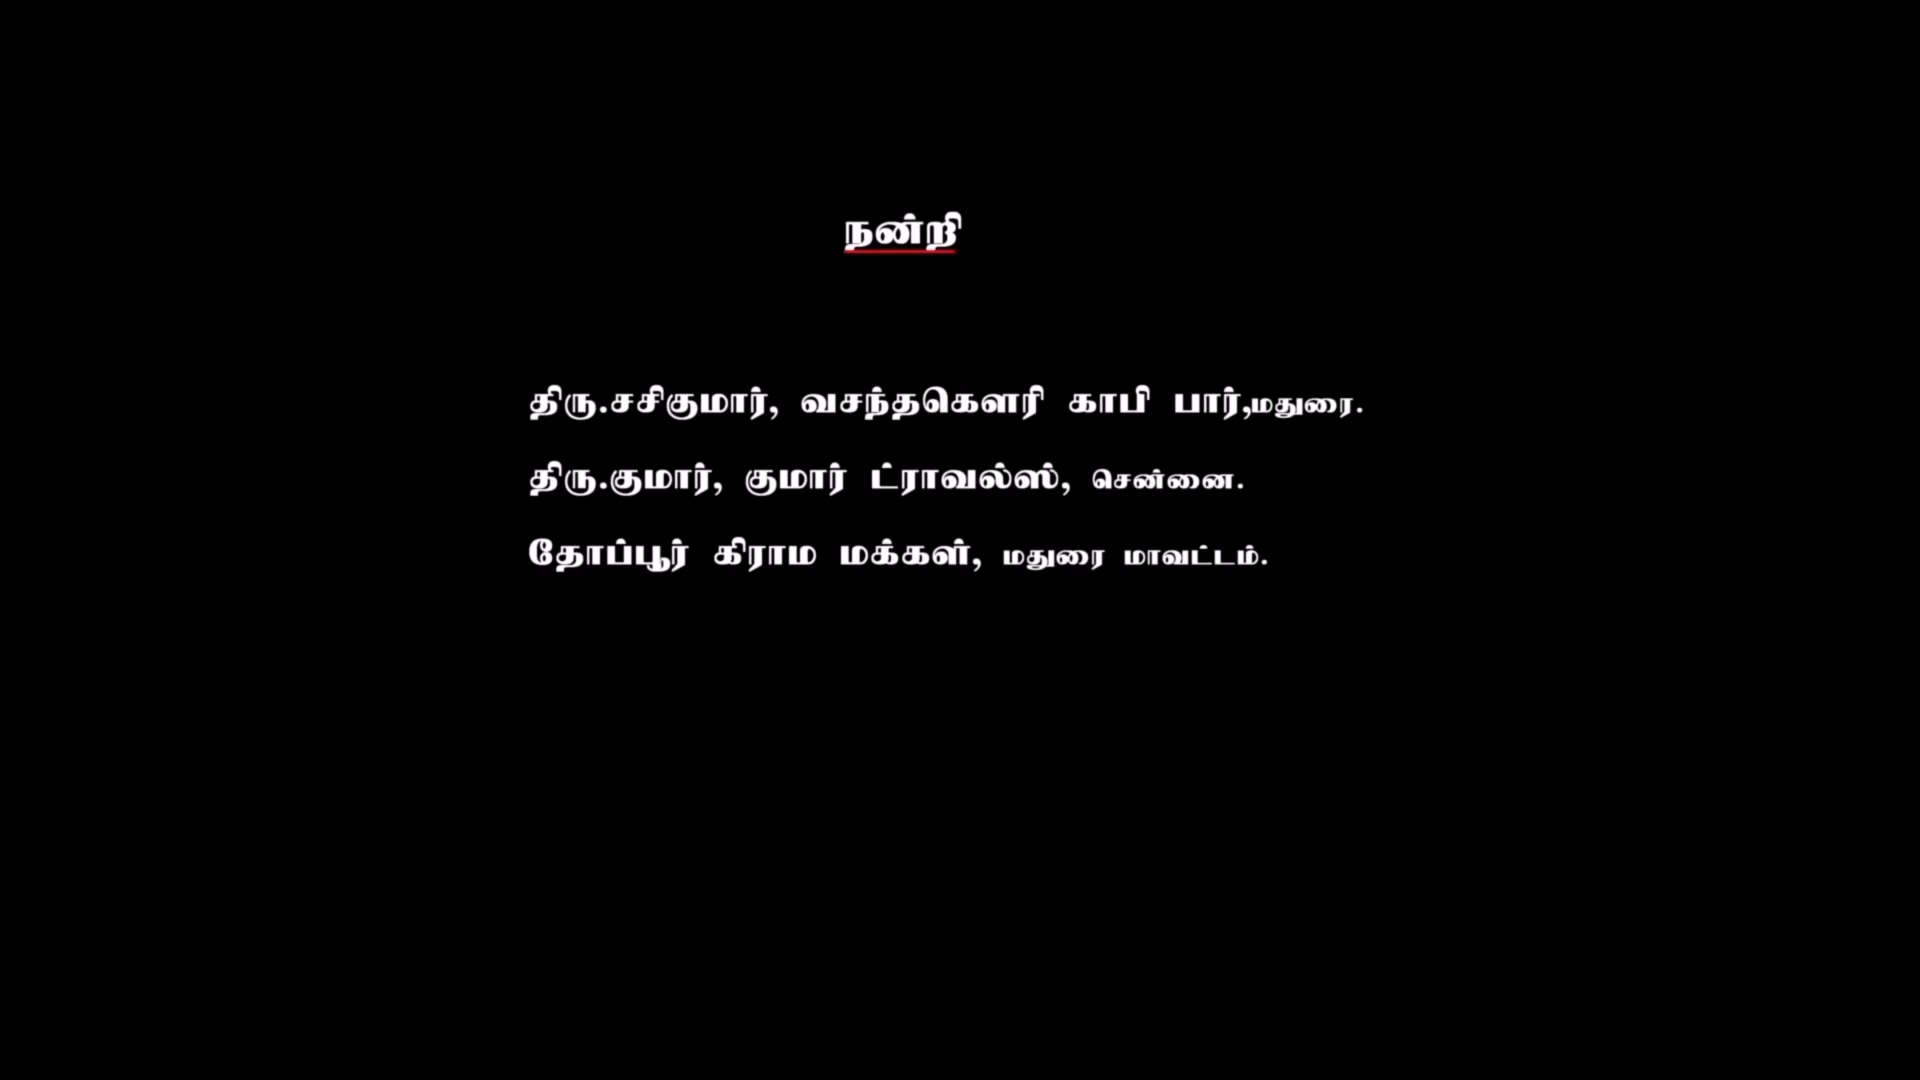 நன்றி
திரு.சசிகுமார், வசந்தகௌரி காபி பார்,மதுரை.
திரு.குமார், குமார் ட்ராவல்ஸ், சென்னை.
தோப்பூர் கிராம மக்கள், மதுரை மாவட்டம்.